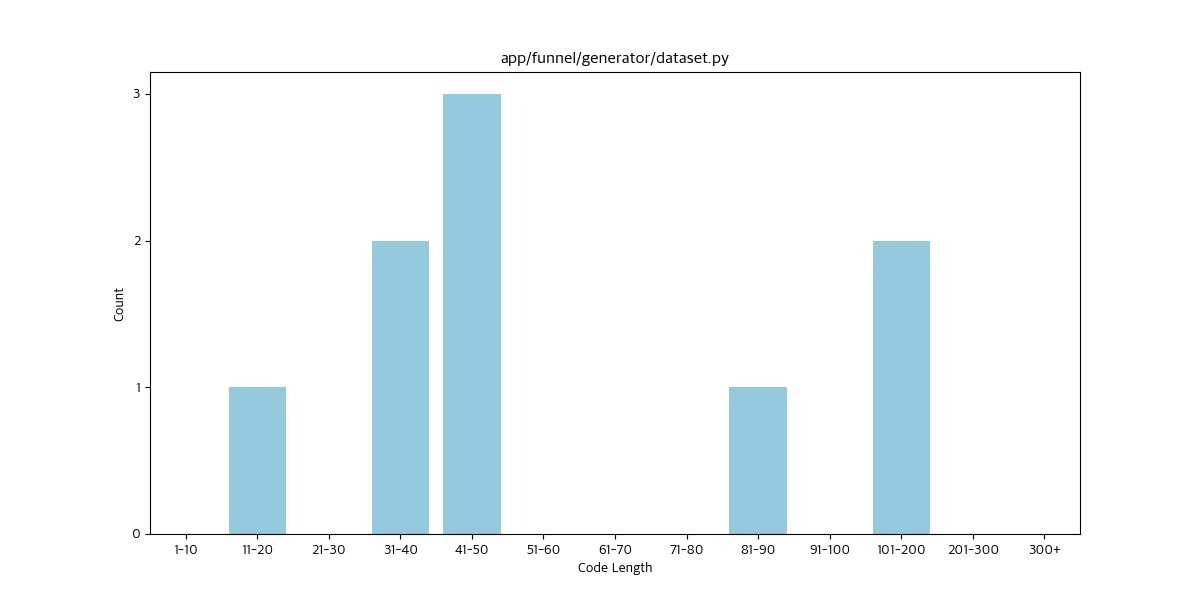 app/funnel/generator/dataset.py
3
2
1
0
Count
1-10 11-20 21-30 31-40 41-50 51-60 61-70 71-80 81-90 91-100 101-200 201-300 300+
Code Length